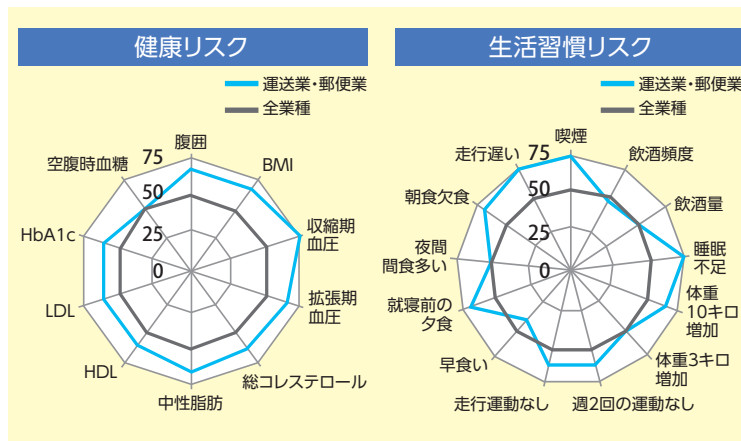 健康リスク
運送業・郵便業
全業種
腹囲
BMI
収縮期
血圧
拡張期
血圧
総コレステロール
中性脂肪
HDL
LDL
HbA1c
空腹時血糖
75
50
25
0
生活習慣リスク
運送業・郵便業
全業種
喫煙
飲酒頻度
飲酒量
睡眠
不足
体重
10キロ
増加
体重3キロ
増加
週2回の運動なし
走行運動なし
早食い
就寝前の
夕食
夜間
間食多い
朝食欠食
走行遅い
75
50
25
0